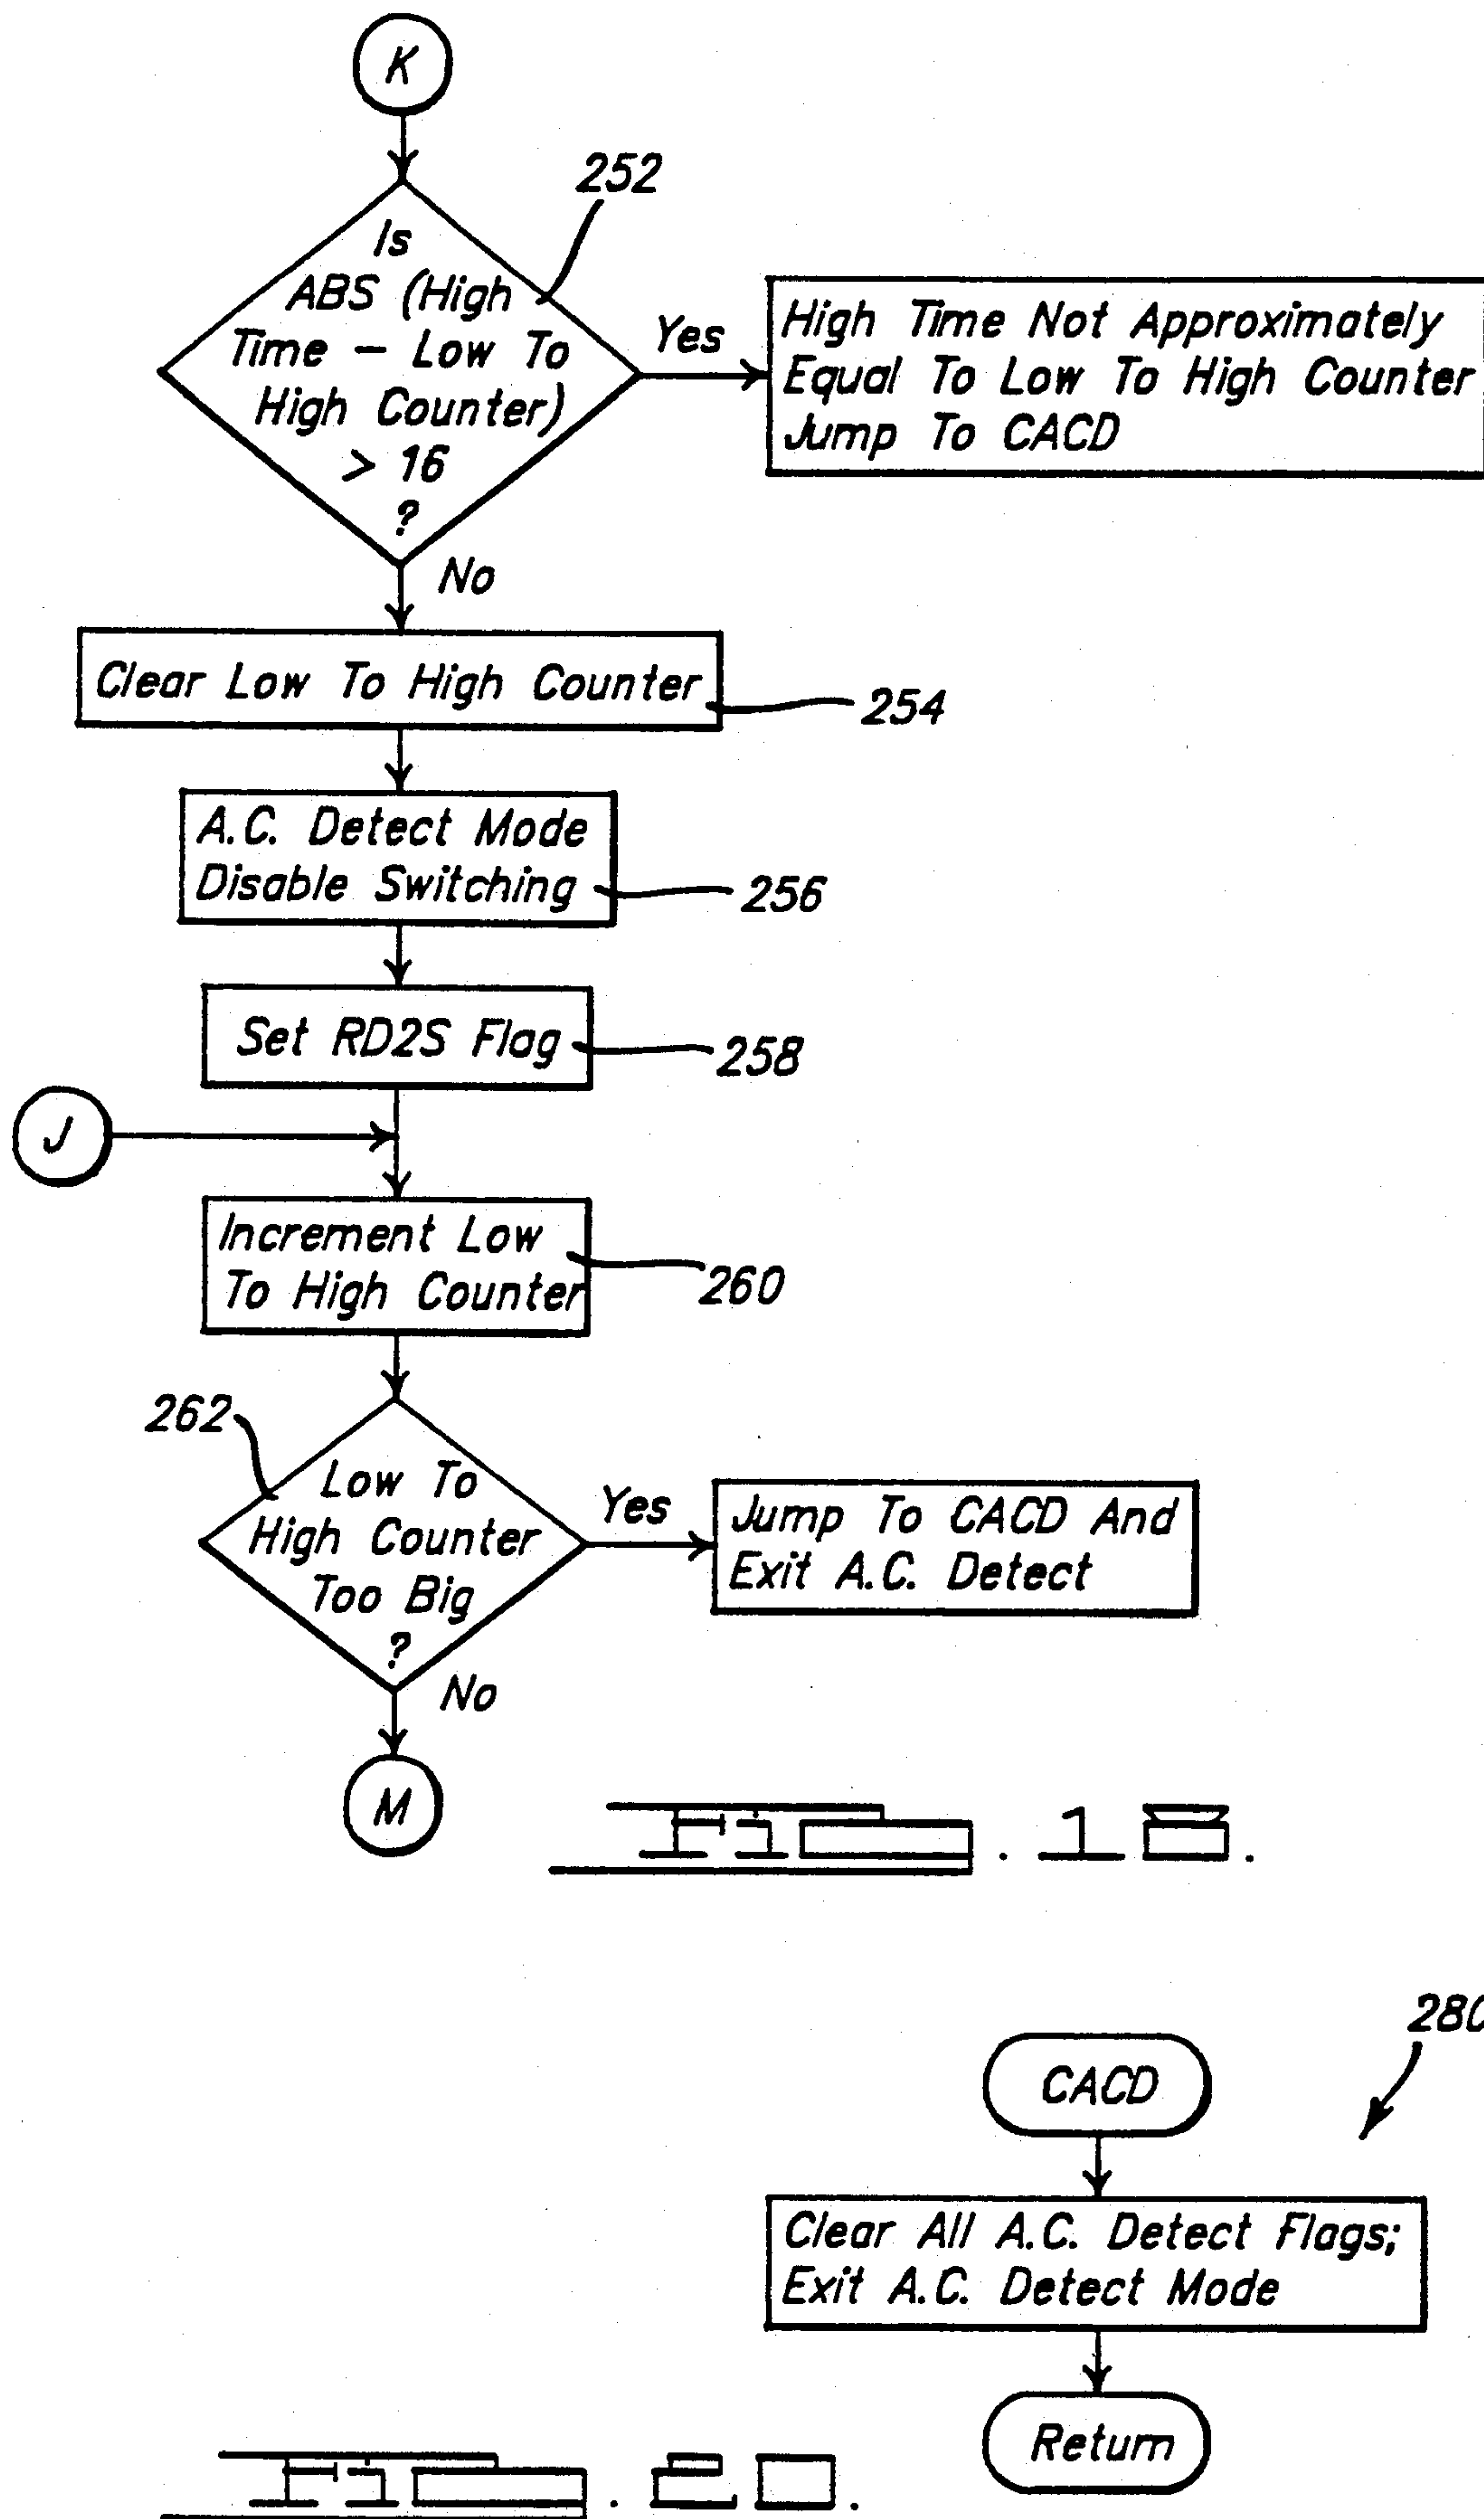 K
252
Is
ABS (High
Time – Low To
High Counter)
> 16
?
Yes
High Time Not Approximately
Equal To Low To High Counter
Jump To CACD
No
Clear Low To High Counter
254
A.C. Detect Mode
Disable Switching
256
Set RD2S Flag
258
J
Increment Low
To High Counter
260
262
Low To
High Counter
Too Big
?
Yes
Jump To CACD And
Exit A.C. Detect
No
M
Fig. 18.
280
CACD
Clear All A.C. Detect Flags;
Exit A.C. Detect Mode
Return
Fig. 20.